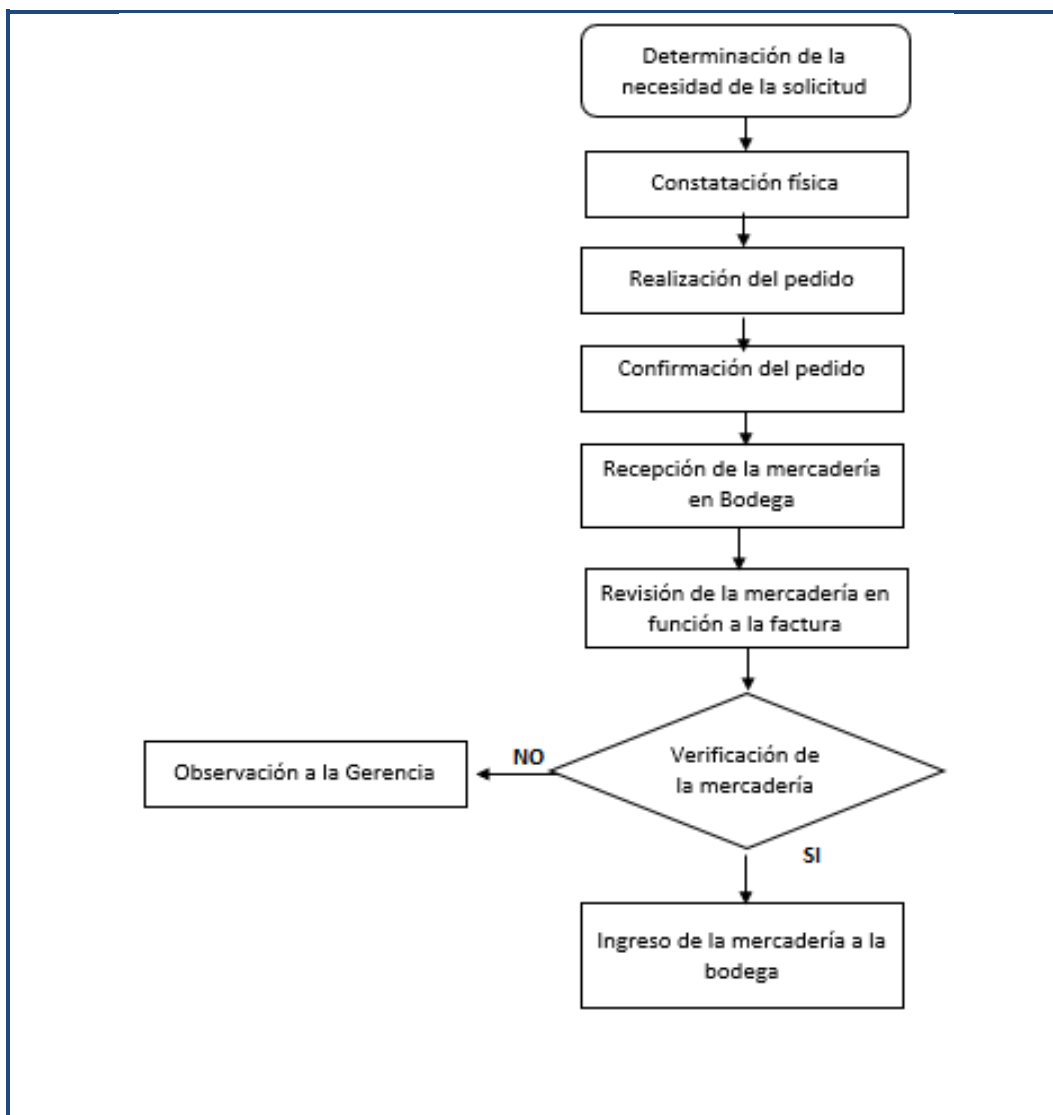 Determinación de la
necesidad de la solicitud
Constatación física
Realización del pedido
Confirmación del pedido
Recepción de la mercadería
en Bodega
Revisión de la mercadería en
función a la factura
Verificación de
la mercadería
NO
Observación a la Gerencia
SI
Ingreso de la mercadería a la
bodega